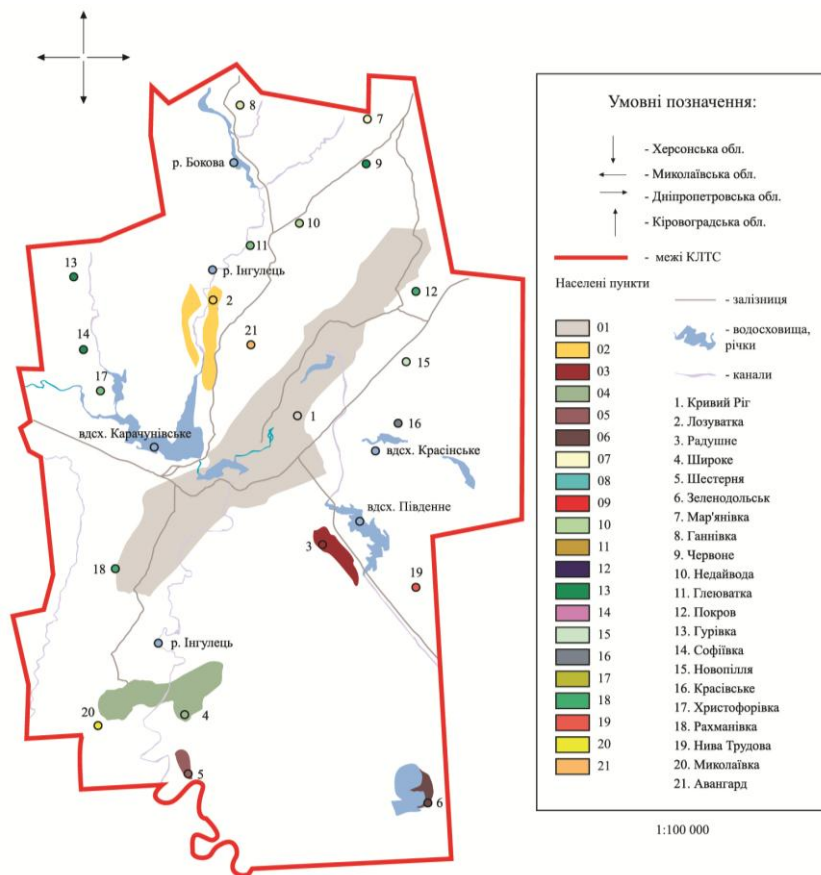 8
7
р. Бокова
9
10
11
13
р. Інгулець
12
2
14
21
15
17
1
16
вдсх. Карачунівське
вдсх. Красінське
вдсх. Південне
3
18
19
р. Інгулець
20
4
5
6
Умовні позначення:
- Херсонська обл.
- Миколаївська обл.
- Дніпропетровська обл.
- Кіровоградська обл.
- межі КЛТС
Населені пункти
01
02
03
04
05
06
07
08
09
10
11
12
13
14
15
16
17
18
19
20
21
- залізниця
- водосховища,
річки
- канали
1. Кривий Ріг
2. Лозуватка
3. Радушне
4. Широке
5. Шестерня
6. Зеленодольськ
7. Мар'янівка
8. Ганнівка
9. Червоне
10. Недайвода
11. Глеюватка
12. Покров
13. Гурівка
14. Софіївка
15. Новопілля
16. Красівське
17. Христофорівка
18. Рахманівка
19. Нива Трудова
20. Миколаївка
21. Авангард
1:100 000